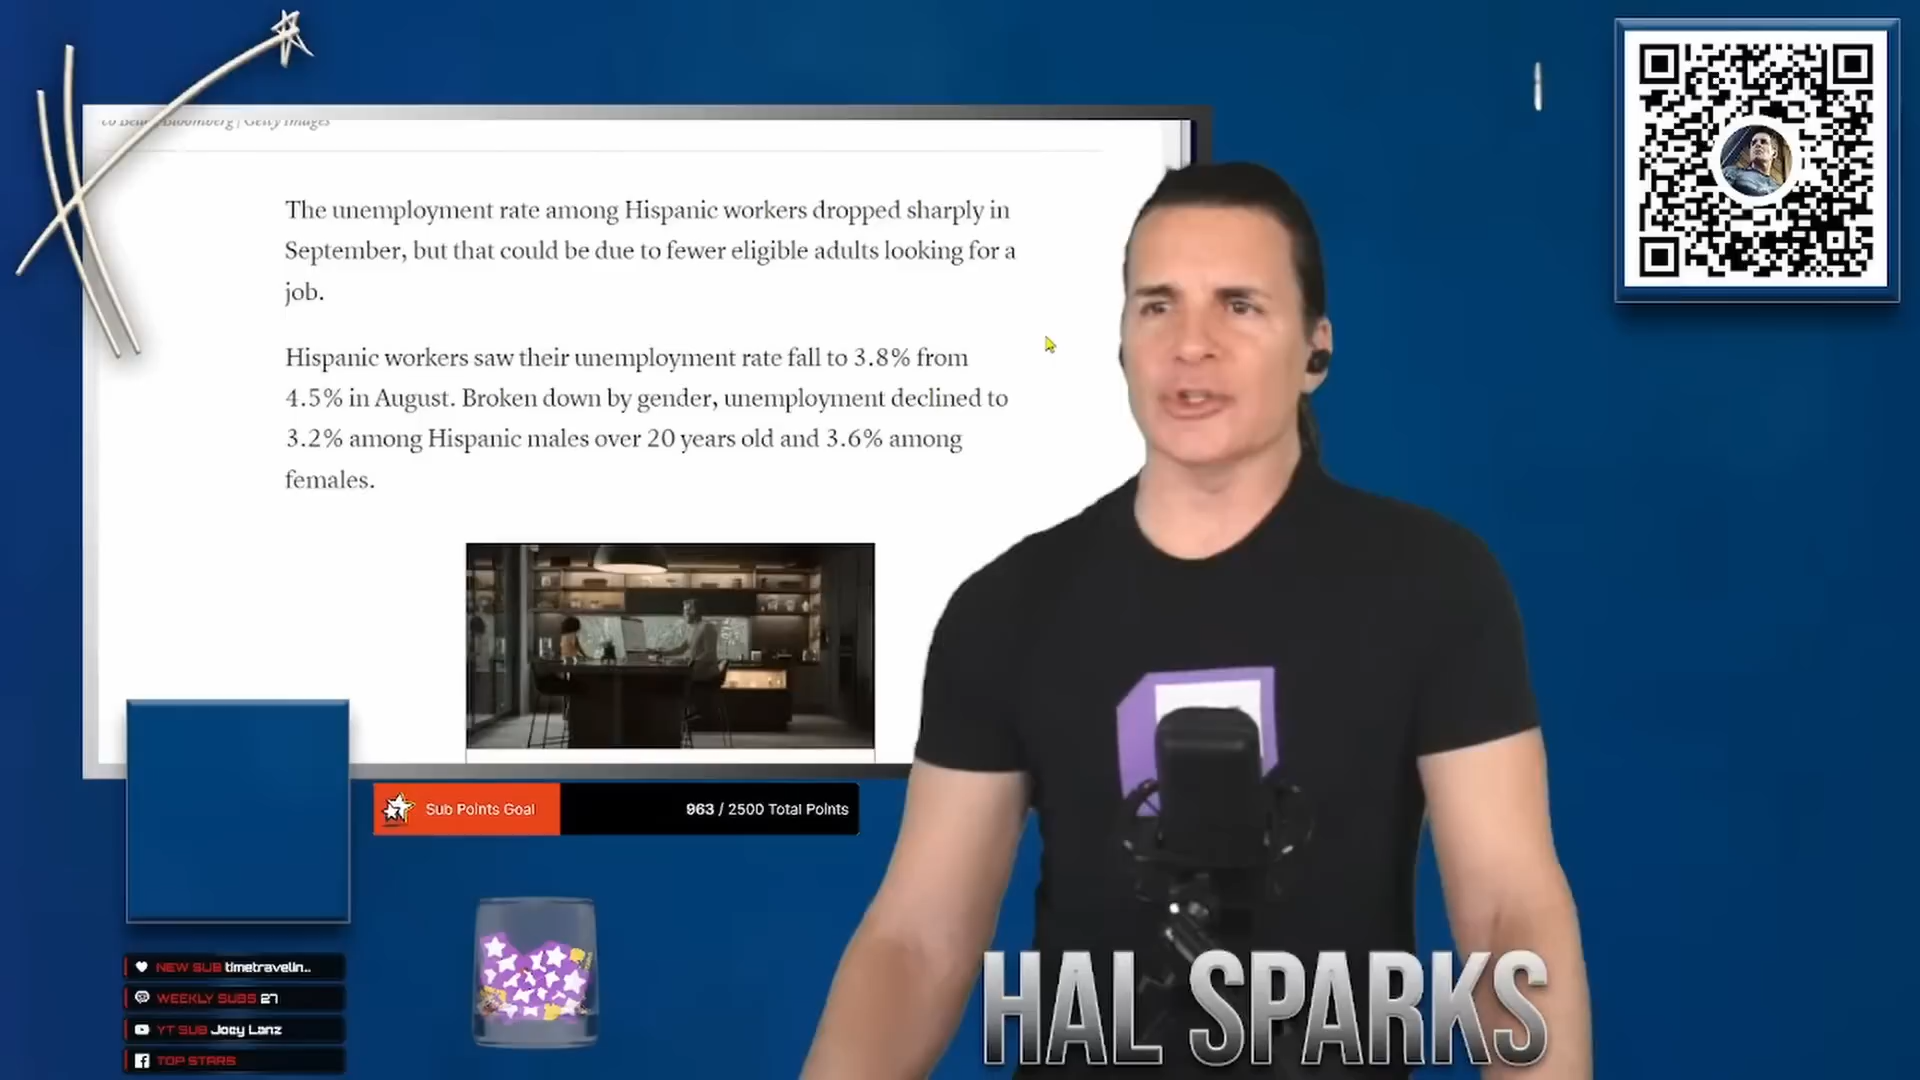 Bloomberg | Getty Images
The unemployment rate among Hispanic workers dropped sharply in
September, but that could be due to fewer eligible adults looking for a
job.
Hispanic workers saw their unemployment rate fall to 3.8% from
4.5% in August. Broken down by gender, unemployment declined to
3.2% among Hispanic males over 20 years old and 3.6% among
females.
Sub Points Goal 963 / 2500 Total Points
NEW SUB timetravelin..
WEEKLY SUBS 27
YT SUB Joey Lanz
TOP STARS
HAL SPARKS